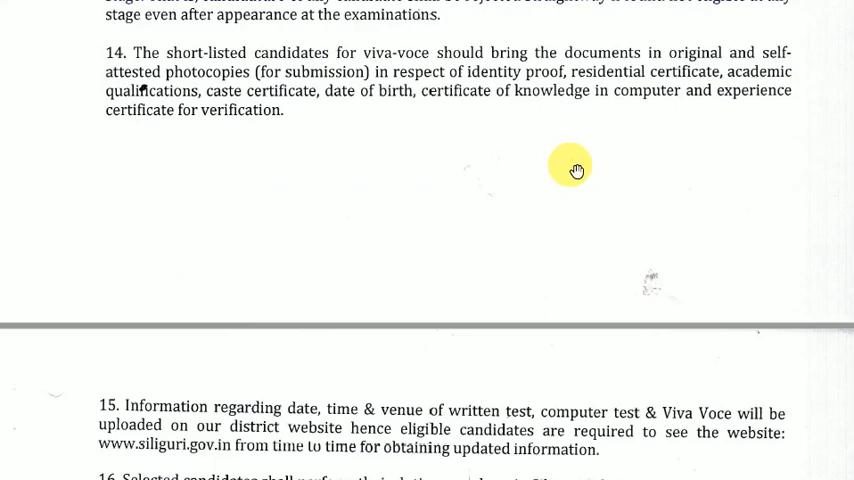 stage even after appearance at the examinations.
14. The short-listed candidates for viva-voce should bring the documents in original and self-
attested photocopies (for submission) in respect of identity proof, residential certificate, academic
qualifications, caste certificate, date of birth, certificate of knowledge in computer and experience
certificate for verification.
15. Information regarding date, time & venue of written test, computer test & Viva Voce will be
uploaded on our district website hence eligible candidates are required to see the website:
www.siliguri.gov.in from time to time for obtaining updated information.
16. Selected candidates shall